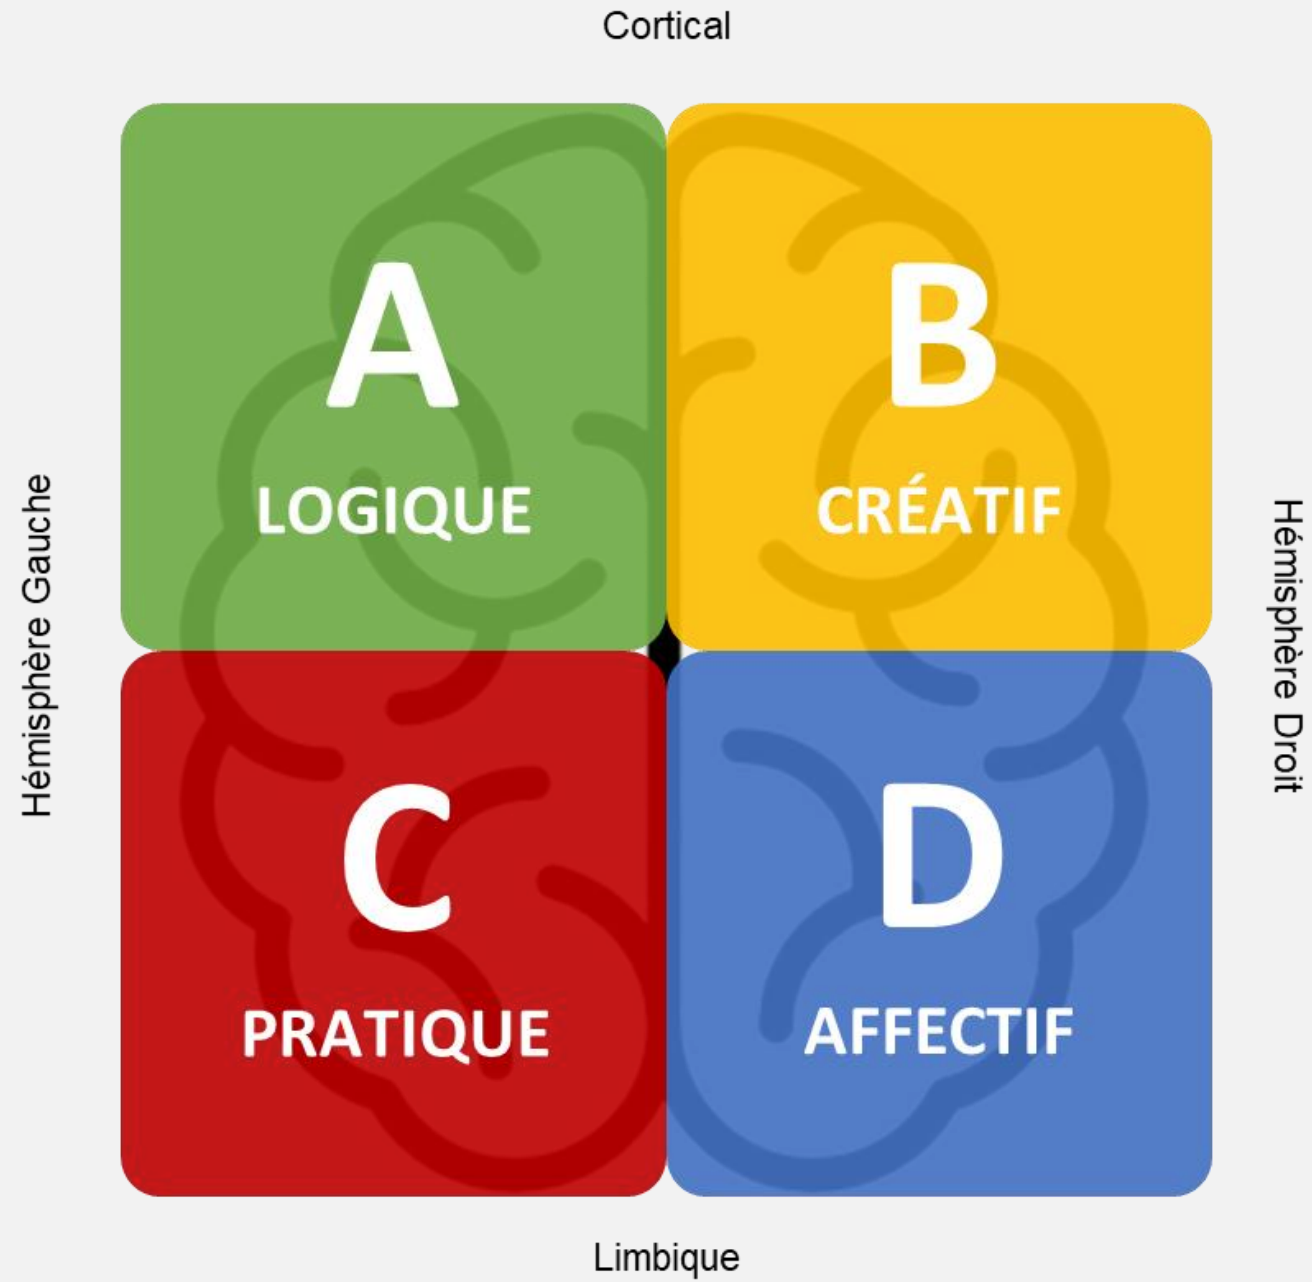 Cortical
A
LOGIQUE
B
CRÉATIF
Hémisphère Gauche
Hémisphère Droit
C
PRATIQUE
D
AFFECTIF
Limbique